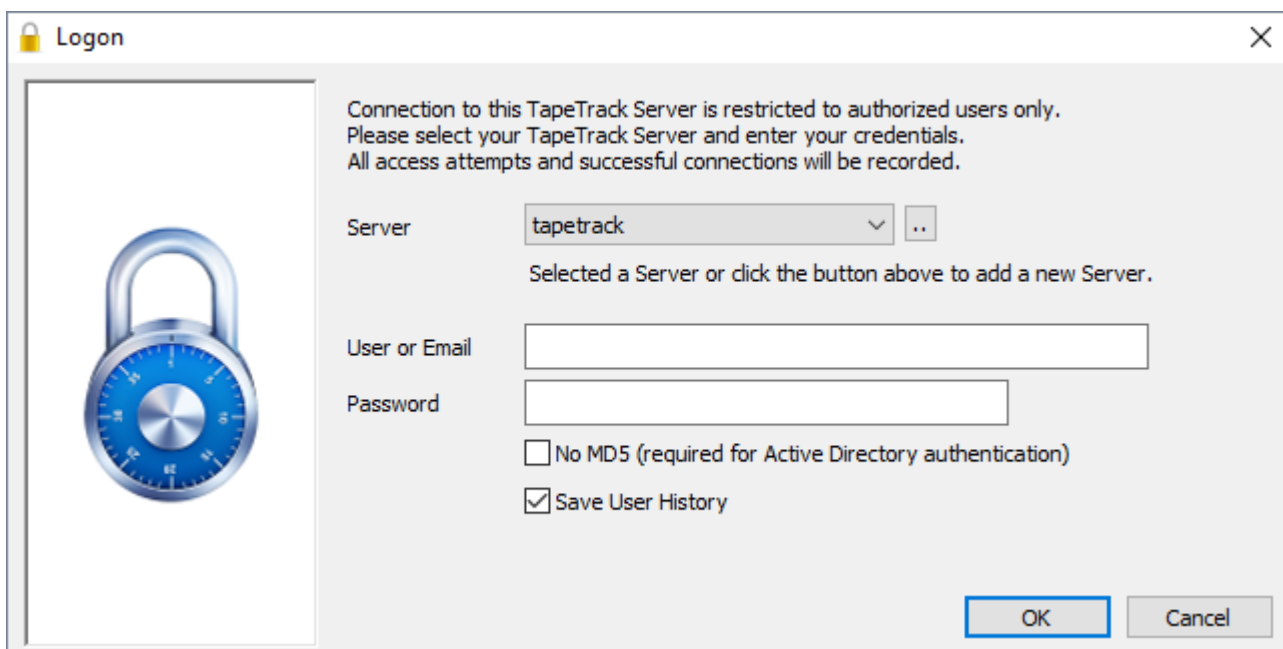 Logon
Connection to this TapeTrack Server is restricted to authorized users only.
Please select your TapeTrack Server and enter your credentials.
All access attempts and successful connections will be recorded.
Server
tapetrack
..
Selected a Server or click the button above to add a new Server.
User or Email
Password
No MD5 (required for Active Directory authentication)
Save User History
OK
Cancel